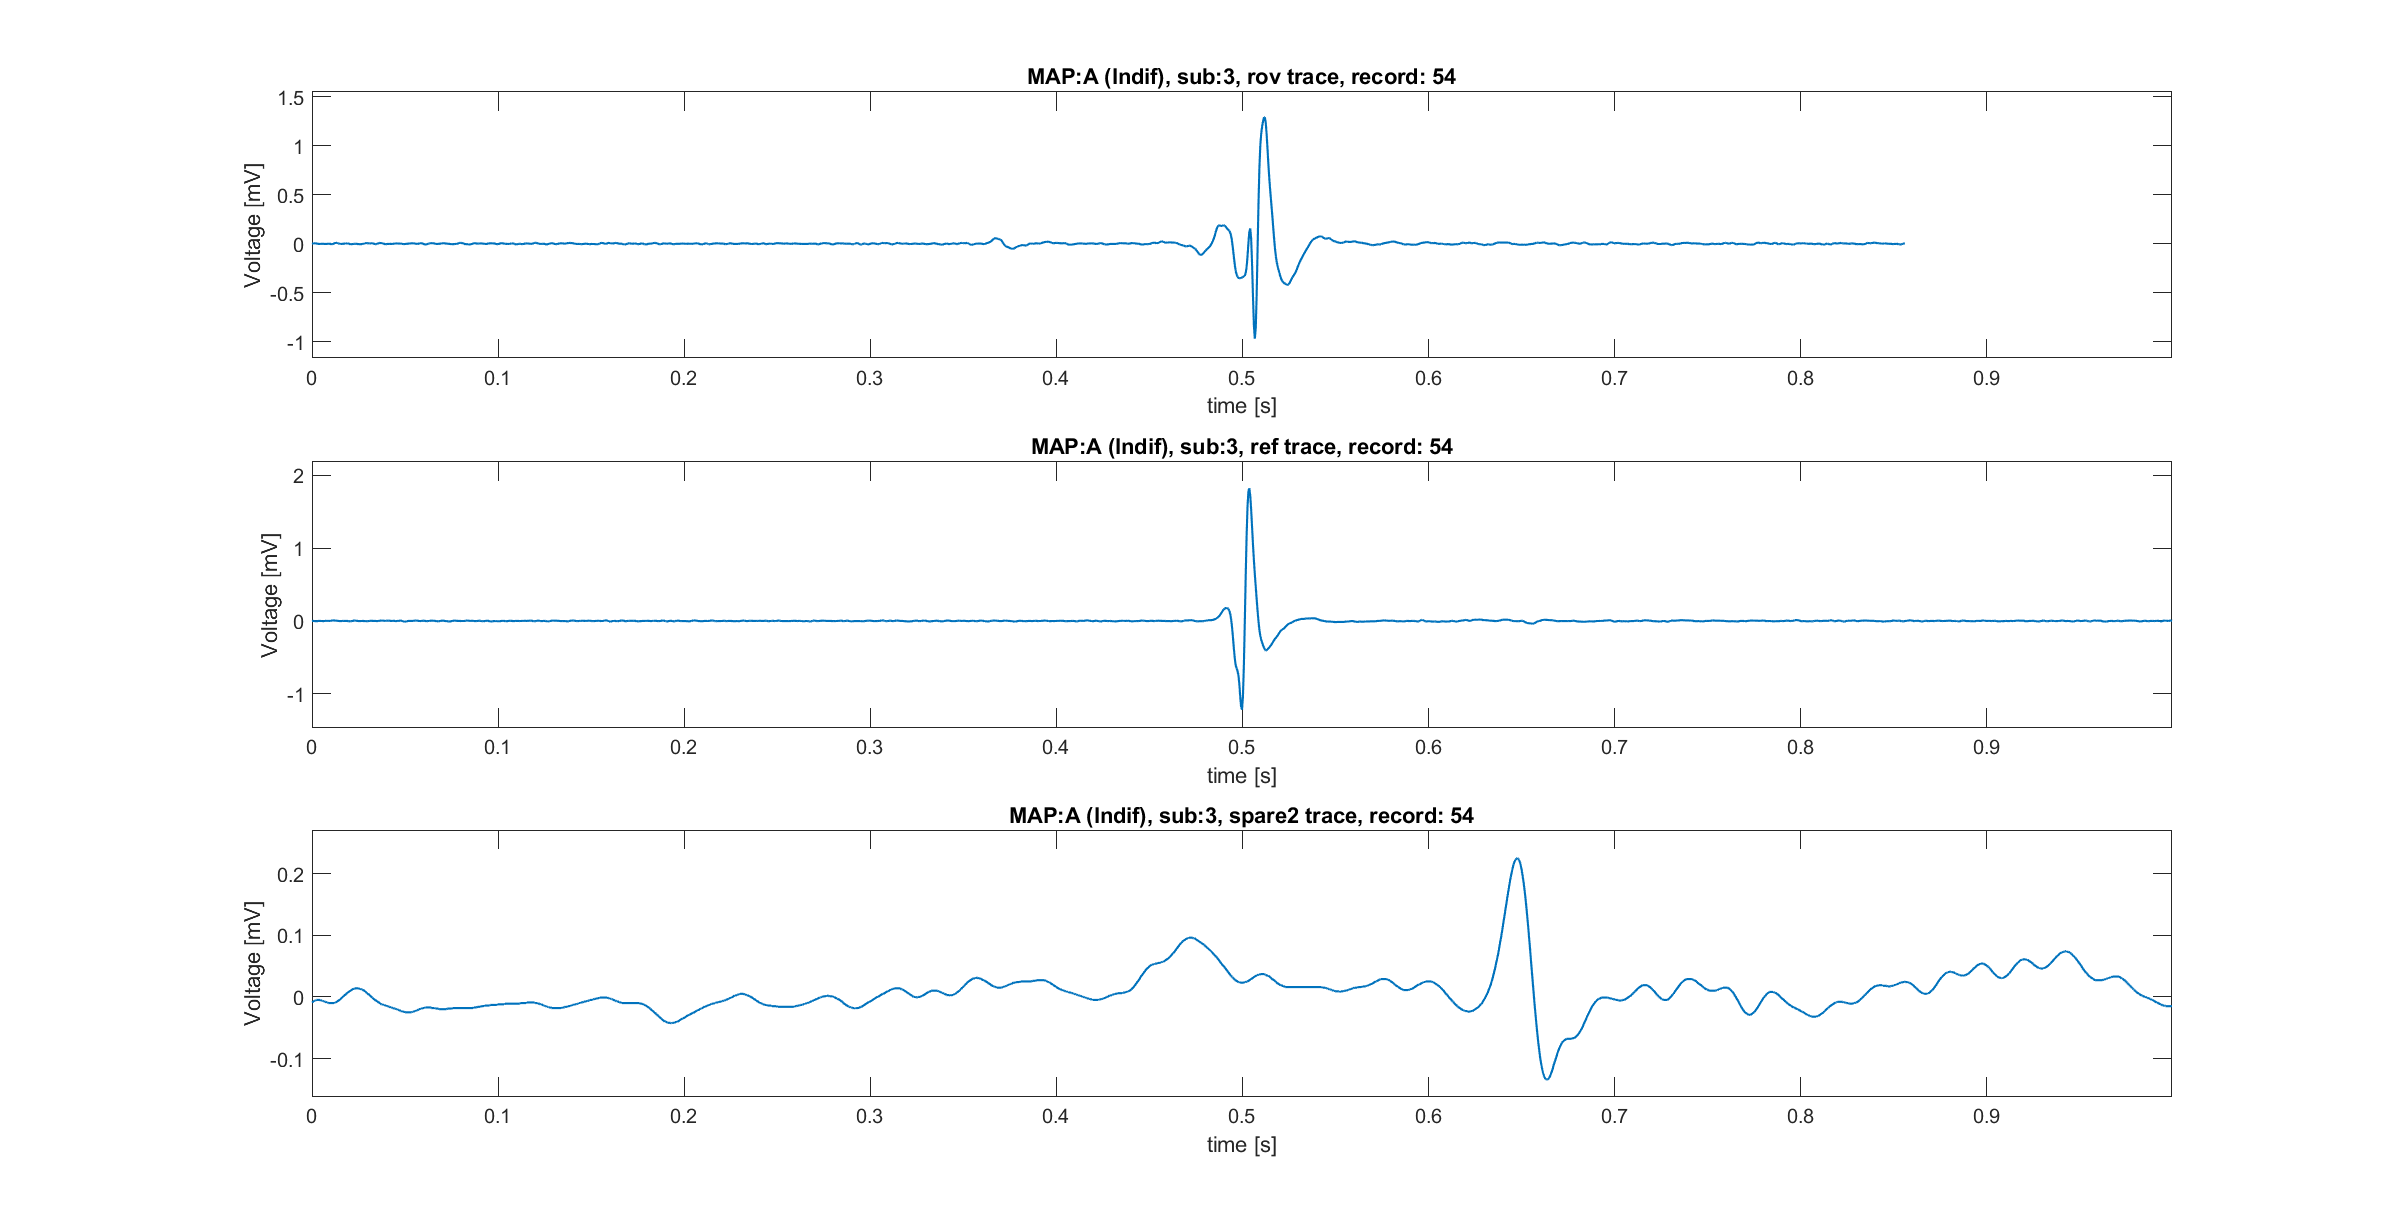 MAP:A (Indif), sub:3, rov trace, record: 54
Voltage [mV]
1.5
1
0.5
0
-0.5
-1
0 0.1 0.2 0.3 0.4 0.5 0.6 0.7 0.8 0.9
time [s]
MAP:A (Indif), sub:3, ref trace, record: 54
Voltage [mV]
2
1
0
-1
0 0.1 0.2 0.3 0.4 0.5 0.6 0.7 0.8 0.9
time [s]
MAP:A (Indif), sub:3, spare2 trace, record: 54
Voltage [mV]
0.2
0.1
0
-0.1
0 0.1 0.2 0.3 0.4 0.5 0.6 0.7 0.8 0.9
time [s]